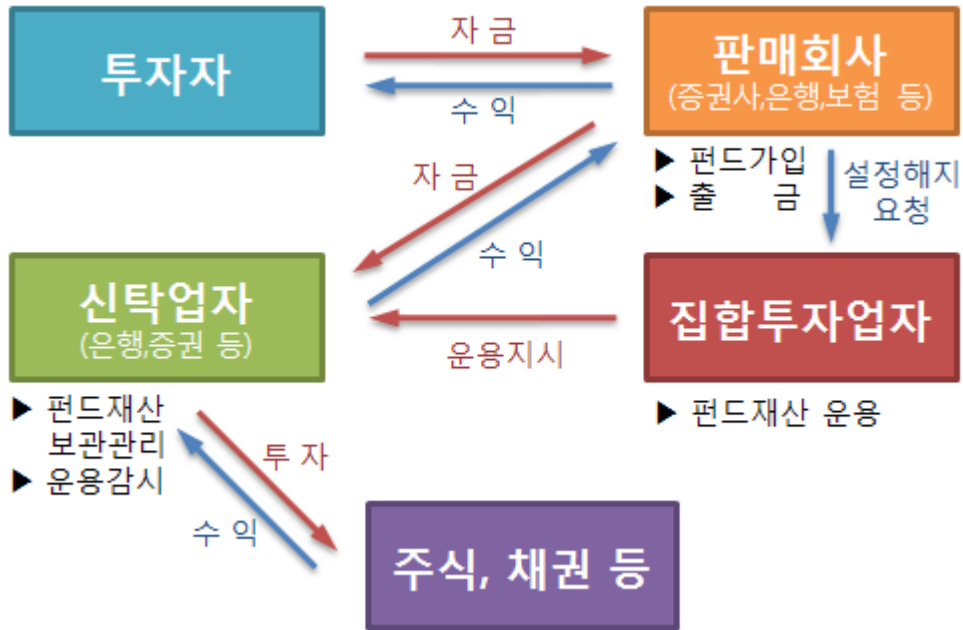 투자자
자 금
수 익
판매회사
(증권사,은행,보험 등)
▶ 펀드가입
▶ 출 금
설정해지
요청
자 금
수 익
신탁업자
(은행,증권 등)
운용지시
집합투자업자
▶ 펀드재산
보관관리
▶ 운용감시
▶ 펀드재산 운용
투 자
수 익
주식, 채권 등